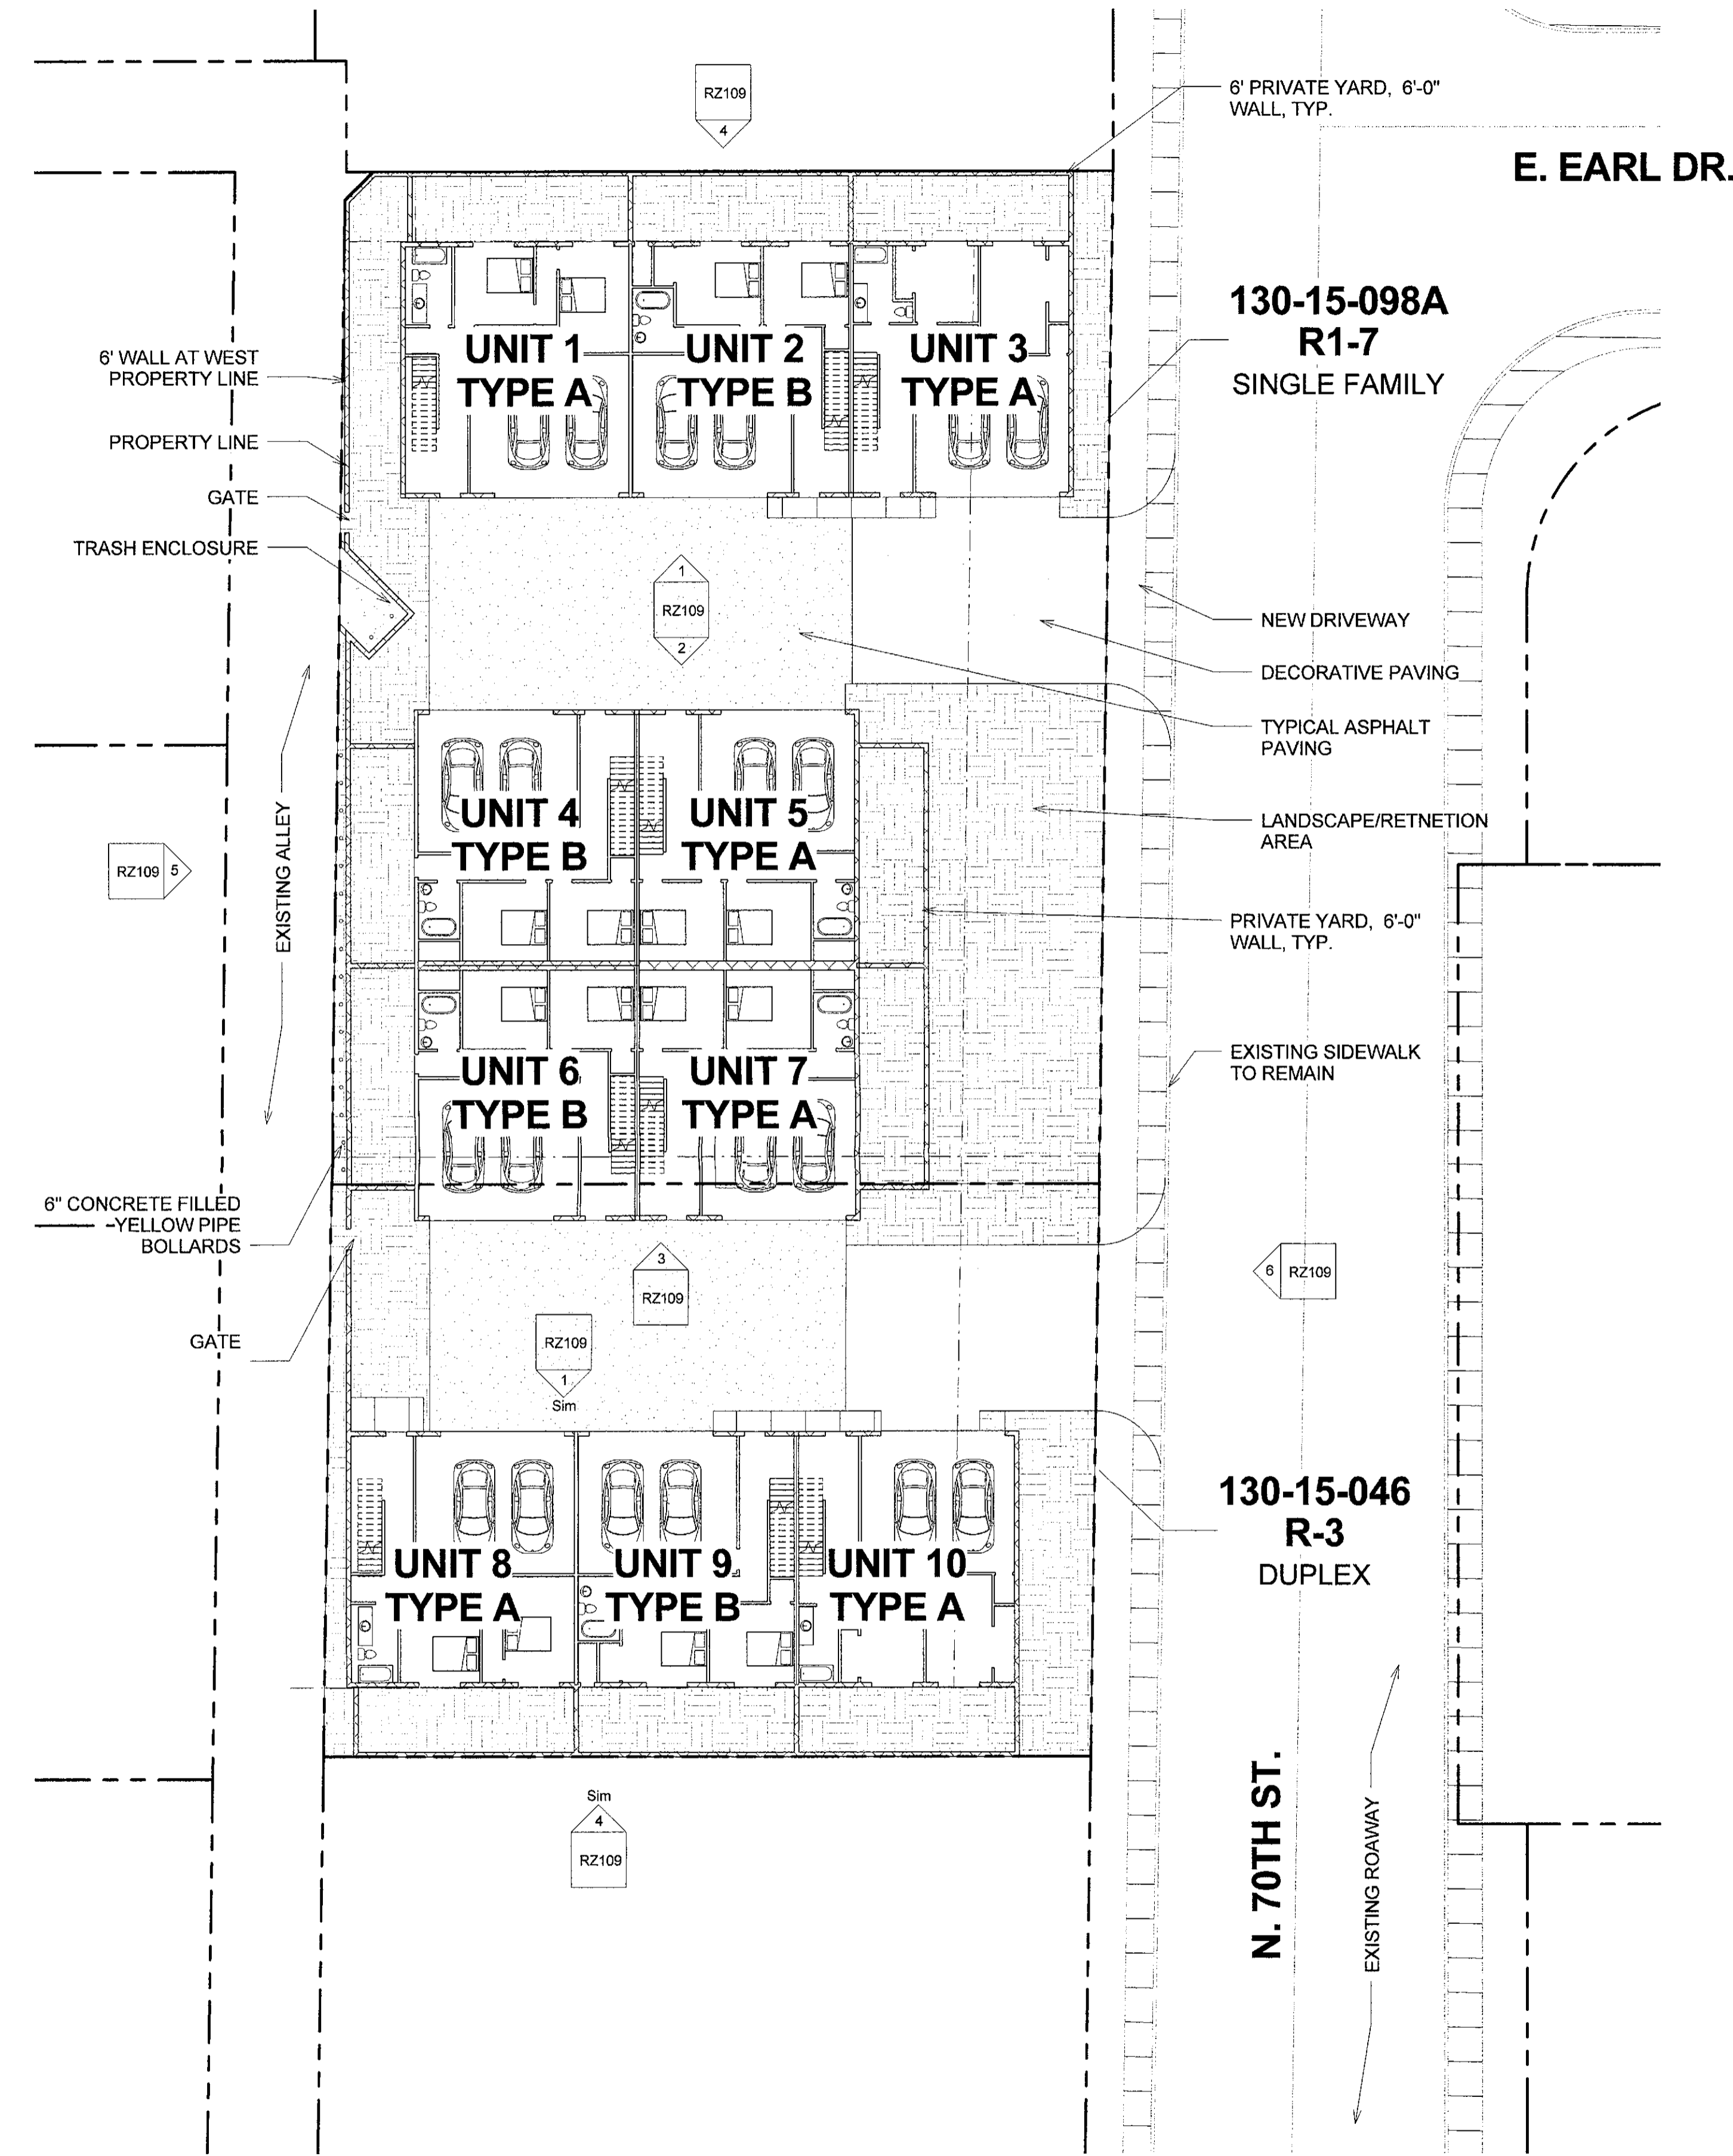 RZ109
4
6' PRIVATE YARD, 6'-0"
WALL, TYP.
E. EARL DR.
130-15-098A
R1-7
SINGLE FAMILY
6' WALL AT WEST
PROPERTY LINE
PROPERTY LINE
GATE
TRASH ENCLOSURE
UNIT 1
TYPE A
UNIT 2
TYPE B
UNIT 3
TYPE A
1
RZ109
2
NEW DRIVEWAY
DECORATIVE PAVING
TYPICAL ASPHALT
PAVING
LANDSCAPE/RETNETION
AREA
PRIVATE YARD, 6'-0"
WALL, TYP.
EXISTING SIDEWALK
TO REMAIN
RZ109 5
EXISTING ALLEY
UNIT 4
TYPE B
UNIT 5
TYPE A
UNIT 6
TYPE B
UNIT 7
TYPE A
6" CONCRETE FILLED
YELLOW PIPE
BOLLARDS
GATE
3
RZ109
RZ109
1
Sim
6 RZ109
130-15-046
R-3
DUPLEX
UNIT 8
TYPE A
UNIT 9
TYPE B
UNIT 10
TYPE A
Sim
4
RZ109
N. 70TH ST.
EXISTING ROAWAY